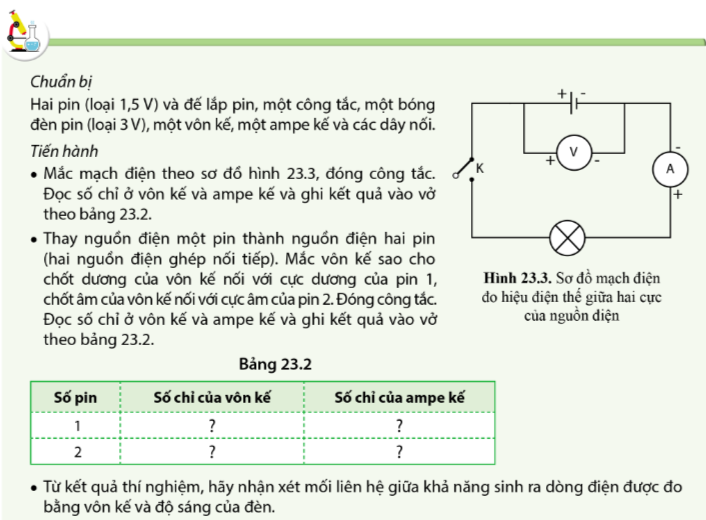 Chuẩn bị
Hai pin (loại 1,5 V) và đế lắp pin, một công tắc, một bóng
đèn pin (loại 3 V), một vôn kế, một ampe kế và các dây nối.
Tiến hành
• Mắc mạch điện theo sơ đồ hình 23.3, đóng công tắc.
Đọc số chỉ ở vôn kế và ampe kế và ghi kết quả vào vở
theo bảng 23.2.
• Thay nguồn điện một pin thành nguồn điện hai pin
(hai nguồn điện ghép nối tiếp). Mắc vôn kế sao cho
chốt dương của vôn kế nối với cực dương của pin 1,
chốt âm của vôn kế nối với cực âm của pin 2. Đóng công tắc.
Đọc số chỉ ở vôn kế và ampe kế và ghi kết quả vào vở
theo bảng 23.2.
+ -
V
+ -
K
-
A
+
Hình 23.3. Sơ đồ mạch điện
đo hiệu điện thế giữa hai cực
của nguồn điện
Bảng 23.2
Số pin Số chỉ của vôn kế Số chỉ của ampe kế
1 ? ?
2 ? ?
• Từ kết quả thí nghiệm, hãy nhận xét mối liên hệ giữa khả năng sinh ra dòng điện được đo
bằng vôn kế và độ sáng của đèn.